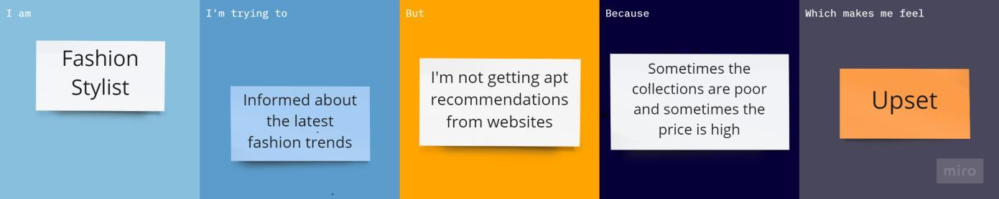 I am
Fashion
Stylist
I'm trying to
Informed about
the latest
fashion trends
But
I'm not getting apt
recommendations
from websites
Because
Sometimes the
collections are poor
and sometimes the
price is high
Which makes me feel
Upset
miro